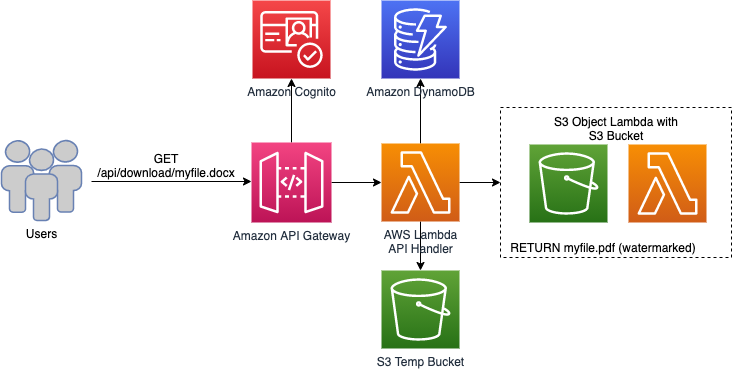 Amazon Cognito
Amazon DynamoDB
S3 Object Lambda with
S3 Bucket
GET
/api/download/myfile.docx
Users
Amazon API Gateway
AWS Lambda
API Handler
RETURN myfile.pdf (watermarked)
S3 Temp Bucket